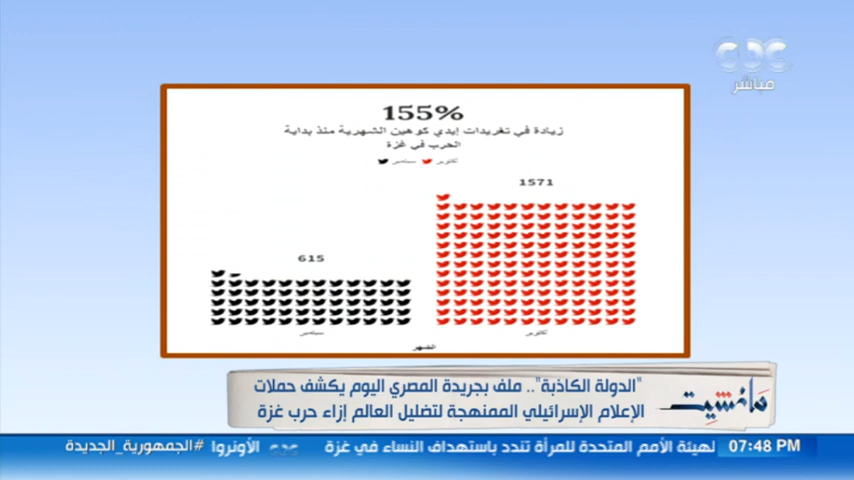 CBC
مباشر
155%
زيادة في تغريدات إيدي كوهين الشهرية منذ بداية
الحرب في غزة
أكتوبر سبتمبر
1571
615
سبتمبر
أكتوبر
الشهر
"الدولة الكاذبة".. ملف بجريدة المصري اليوم يكشف حملات
الإعلام الإسرائيلي الممنهجة لتضليل العالم إزاء حرب غزة
مانشيت
07:48 PM
لهيئة الأمم المتحدة للمرأة تندد باستهداف النساء في غزة cbc الأونروا
#الجمهورية_الجديدة